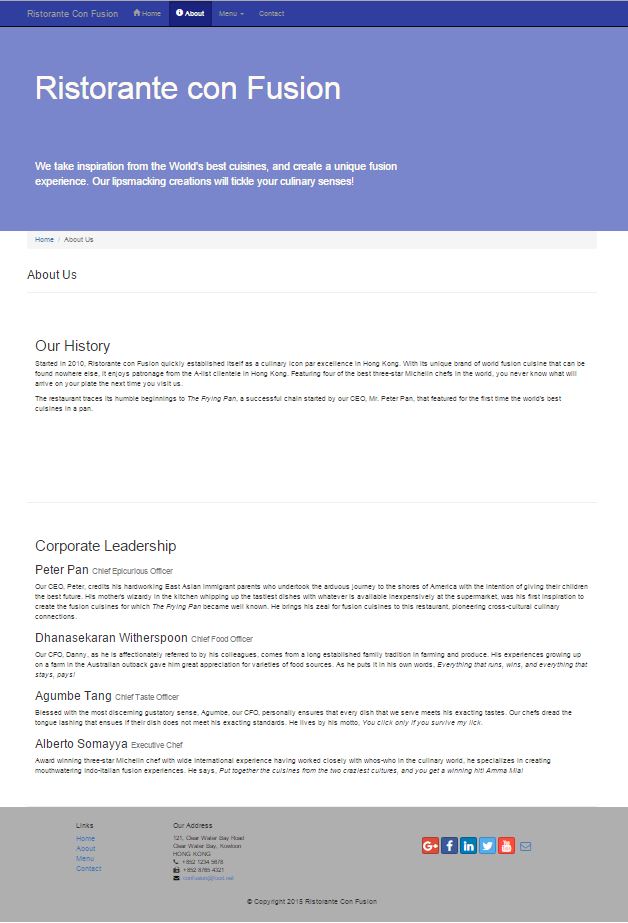 Ristorante Con Fusion Home About Menu Contact
Ristorante con Fusion
We take inspiration from the World's best cuisines, and create a unique fusion
experience. Our lipsmacking creations will tickle your culinary senses!
Home / About Us
About Us
Our History
Started in 2010, Ristorante con Fusion quickly established itself as a culinary icon par excellence in Hong Kong. With its unique brand of world fusion cuisine that can be
found nowhere else, it enjoys patronage from the A-list clientele in Hong Kong. Featuring four of the best three-star Michelin chefs in the world, you never know what will
arrive on your plate the next time you visit us.
The restaurant traces its humble beginnings to The Frying Pan, a successful chain started by our CEO, Mr. Peter Pan, that featured for the first time the world's best
cuisines in a pan.
Corporate Leadership
Peter Pan Chief Epicurious Officer
Our CEO, Peter, credits his hardworking East Asian immigrant parents who undertook the arduous journey to the shores of America with the intention of giving their children
the best future. His mother's wizardy in the kitchen whipping up the tastiest dishes with whatever is available inexpensively at the supermarket, was his first inspiration to
create the fusion cuisines for which The Frying Pan became well known. He brings his zeal for fusion cuisines to this restaurant, pioneering cross-cultural culinary
connections.
Dhanasekaran Witherspoon Chief Food Officer
Our CFO, Danny, as he is affectionately referred to by his colleagues, comes from a long established family tradition in farming and produce. His experiences growing up
on a farm in the Australian outback gave him great appreciation for varieties of food sources. As he puts it in his own words, Everything that runs, wins, and everything that
stays, pays!
Agumbe Tang Chief Taste Officer
Blessed with the most discerning gustatory sense, Agumbe, our CFO, personally ensures that every dish that we serve meets his exacting tastes. Our chefs dread the
tongue lashing that ensues if their dish does not meet his exacting standards. He lives by his motto, You click only if you survive my lick.
Alberto Somayya Executive Chef
Award winning three-star Michelin chef with wide International experience having worked closely with whos-who in the culinary world, he specializes in creating
mouthwatering Indo-Italian fusion experiences. He says, Put together the cuisines from the two craziest cultures, and you get a winning hit! Amma Mia!
Links
Home
About
Menu
Contact
Our Address
121, Clear Water Bay Road
Clear Water Bay, Kowloon
HONG KONG
: +852 1234 5678
: +852 8765 4321
: confusion@food.net
G+ f in You Tube
© Copyright 2015 Ristorante Con Fusion